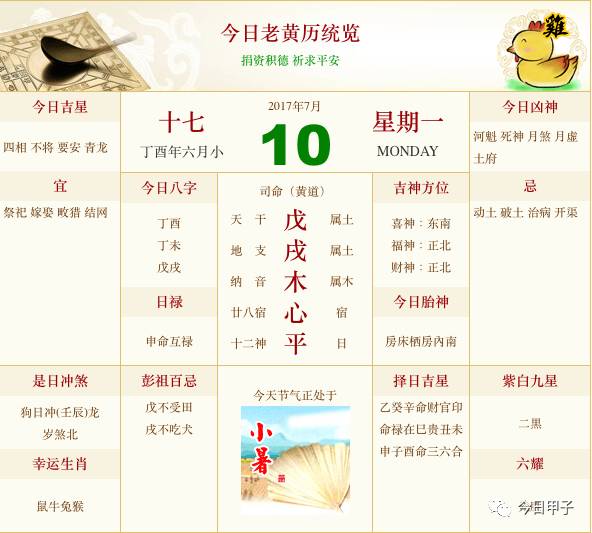 今日老黄历统览
捐资积德 祈求平安
雞
今日吉星
四相 不将 要安 青龙
十七
丁酉年六月小
2017年7月
10
星期一
MONDAY
今日凶神
河魁 死神 月煞 月虚
土府
宜
祭祀 嫁娶 畋猎 结网
今日八字
丁酉
丁未
戊戌
日禄
申命互禄
司命（黄道）
天 干 戊 属土
地 支 戌 属土
纳 音 木 属木
廿八宿 心 宿
十二神 平 日
吉神方位
喜神：东南
福神：正北
财神：正北
今日胎神
房床栖房内南
忌
动土 破土 治病 开渠
是日冲煞
狗日冲(壬辰)龙
岁煞北
幸运生肖
鼠牛兔猴
彭祖百忌
戊不受田
戌不吃犬
今天节气正处于
小暑
择日吉星
乙癸辛命财官印
命禄在巳贵丑未
申子酉命三六合
紫白九星
二黑
六耀
今日甲子